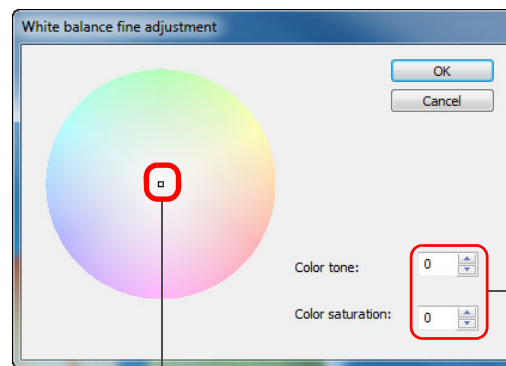 White balance fine adjustment
OK
Cancel
Color tone:
0
Color saturation:
0